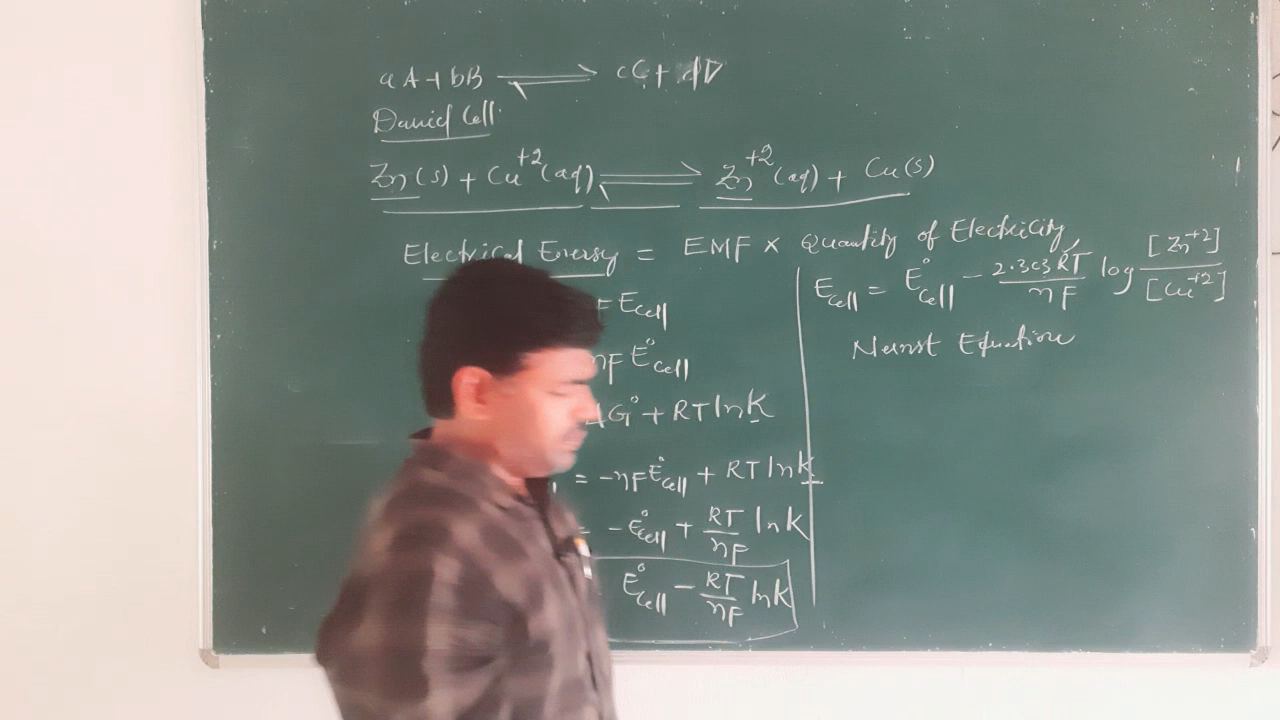 aA + bB ⇌ cC + dD
Daniel Cell
Zn(s) + Cu⁺²(aq) ⇌ Zn⁺²(aq) + Cu(s)
Electrical Energy = EMF × Quantity of Electricity
F Ecell
nF E°cell
ΔG° + RT ln K
= -nFE°cell + RT ln K
= -E°cell + RT/nF ln K
E°cell - RT/nF ln K
Ecell = E°cell - 2.303RT/nF log [Zn⁺²]/[Cu⁺²]
Nernst Equation